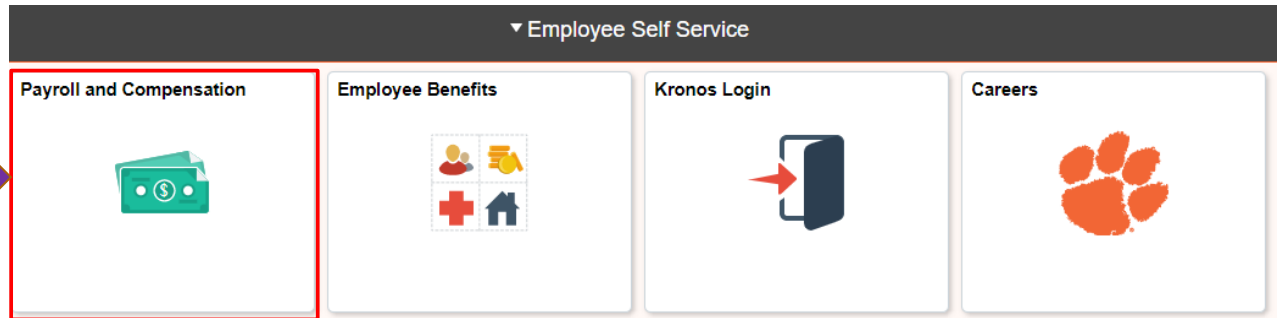 Employee Self Service
Payroll and Compensation
Employee Benefits
Kronos Login
Careers